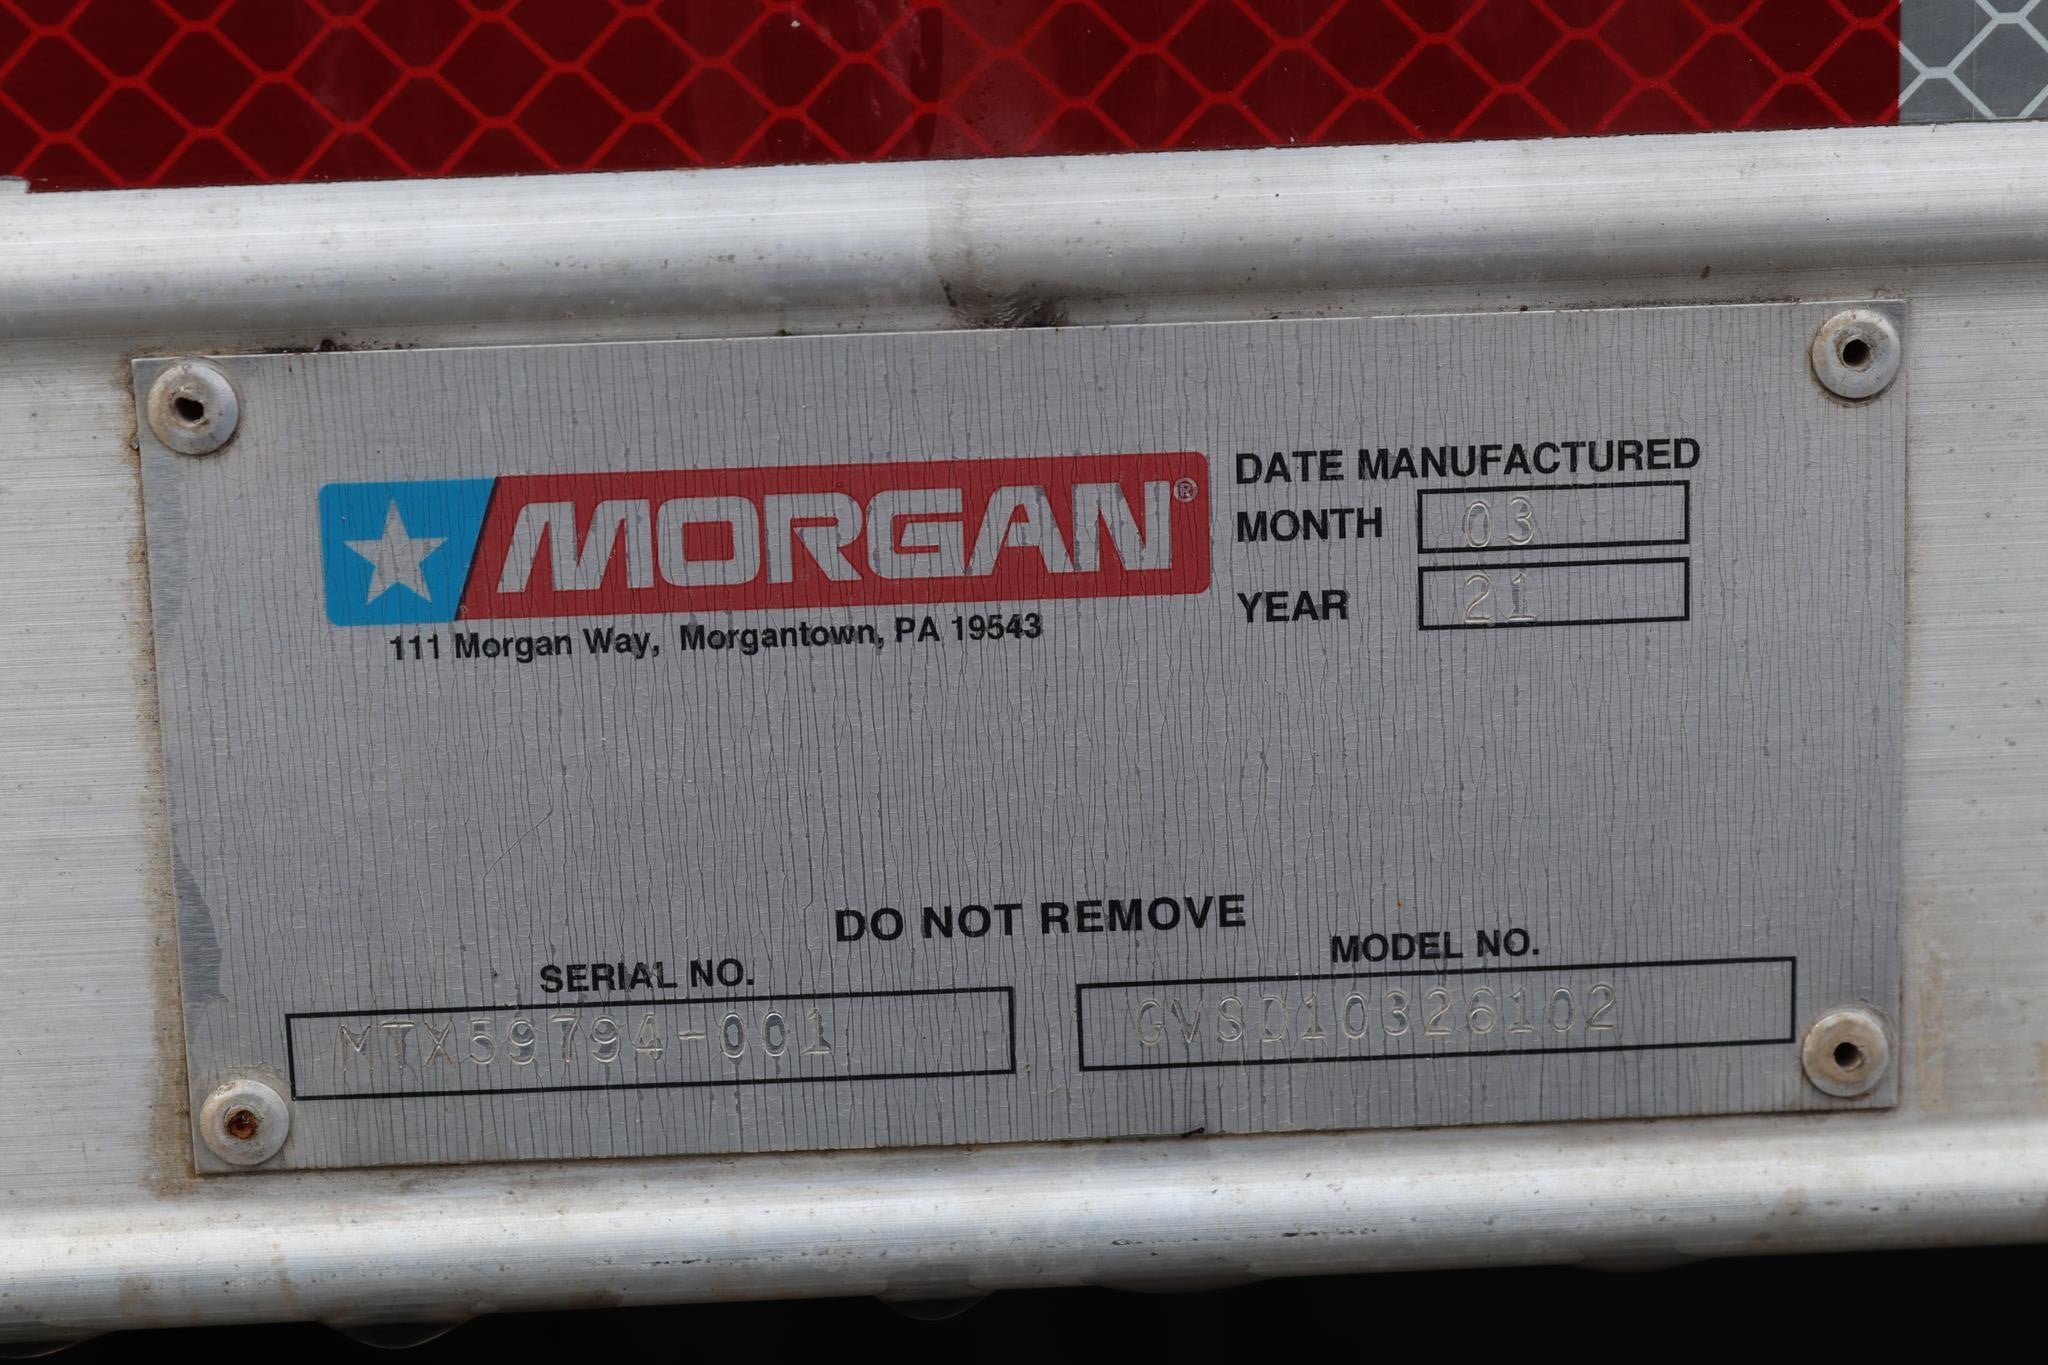 MORGAN®
111 Morgan Way, Morgantown, PA 19543
DATE MANUFACTURED
MONTH 03
YEAR 21
DO NOT REMOVE
SERIAL NO.
MTX59794-001
MODEL NO.
GVSD10326102